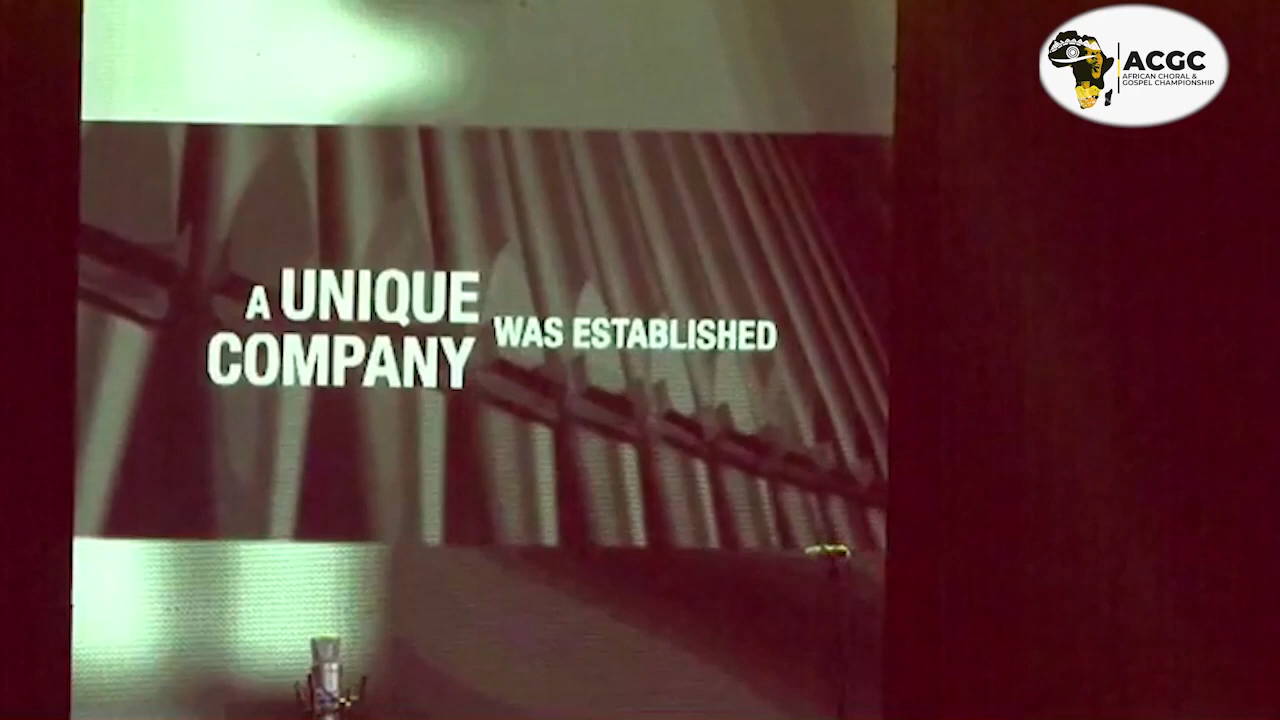 A UNIQUE
COMPANY
WAS ESTABLISHED
ACGC
AFRICAN CHORAL &
GOSPEL CHAMPIONSHIP